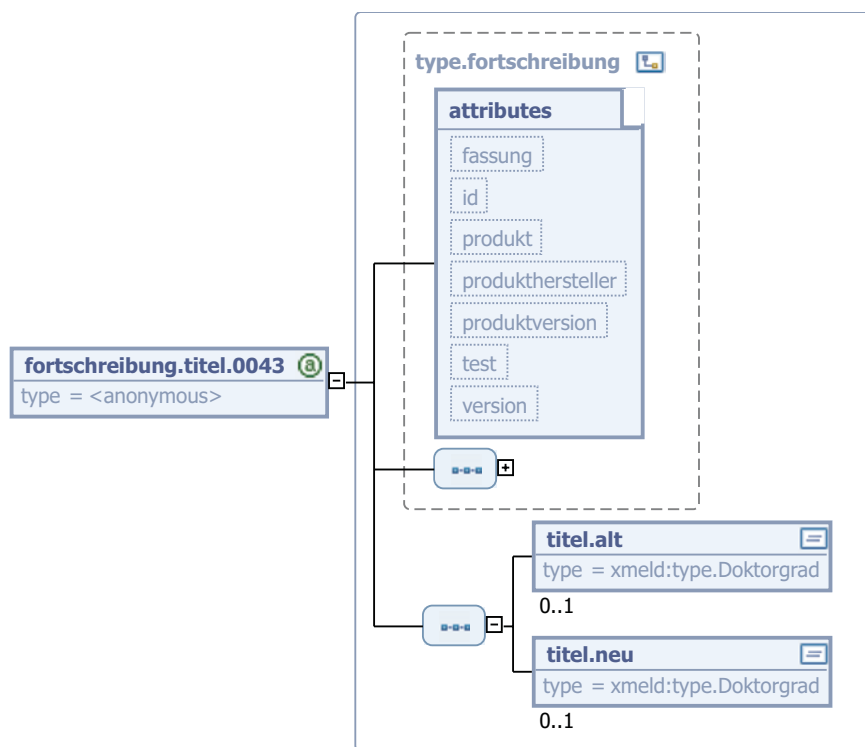 type.fortschreibung
attributes
fassung
id
produkt
produkthersteller
produktversion
test
version
fortschreibung.titel.0043
type = <anonymous>
titel.alt
type = xmeld:type.Doktorgrad
0..1
titel.neu
type = xmeld:type.Doktorgrad
0..1